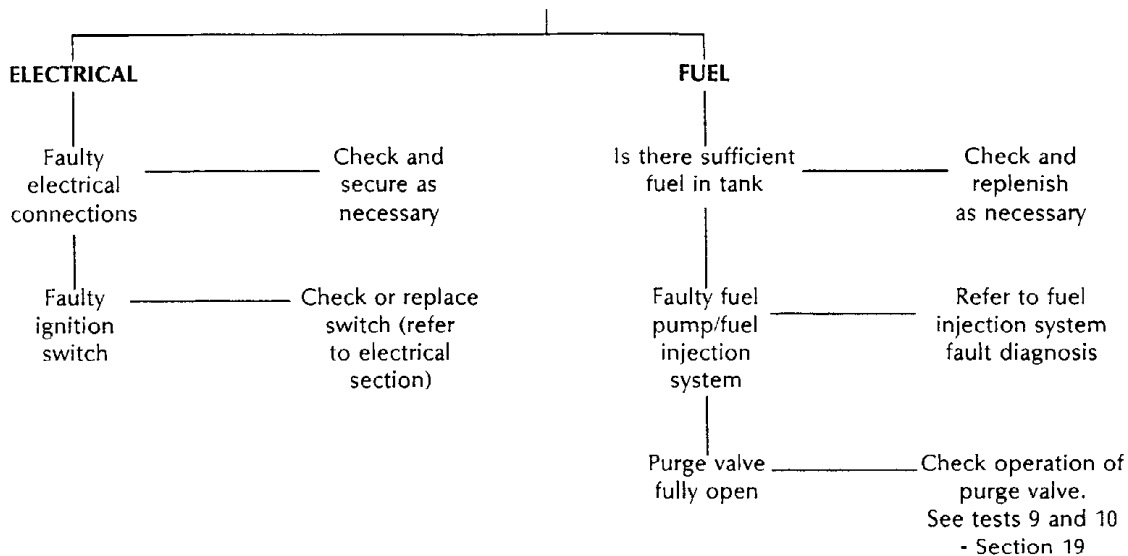 ELECTRICAL
Faulty
electrical
connections
Check and
secure as
necessary
Faulty
ignition
switch
Check or replace
switch (refer
to electrical
section)
FUEL
Is there sufficient
fuel in tank
Check and
replenish
as necessary
Faulty fuel
pump/fuel
injection
system
Refer to fuel
injection system
fault diagnosis
Purge valve
fully open
Check operation of
purge valve.
See tests 9 and 10
- Section 19